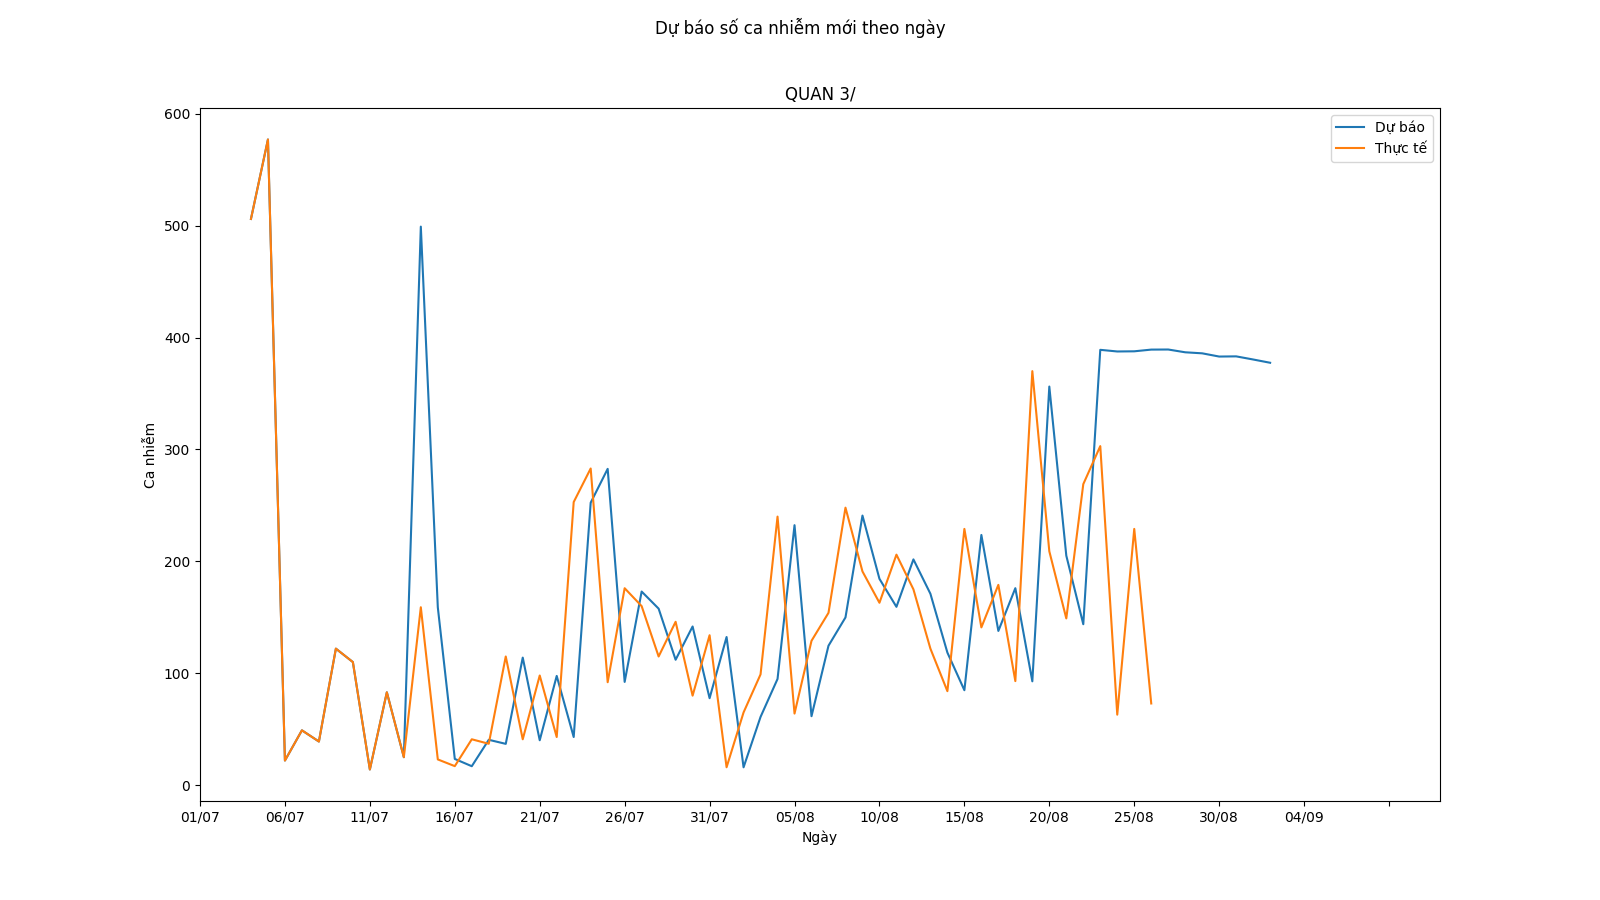 Dự báo số ca nhiễm mới theo ngày
QUAN 3/
Dự báo
Thực tế
600
500
400
300
200
100
0
Ca nhiễm
01/07 06/07 11/07 16/07 21/07 26/07 31/07 05/08 10/08 15/08 20/08 25/08 30/08 04/09
Ngày